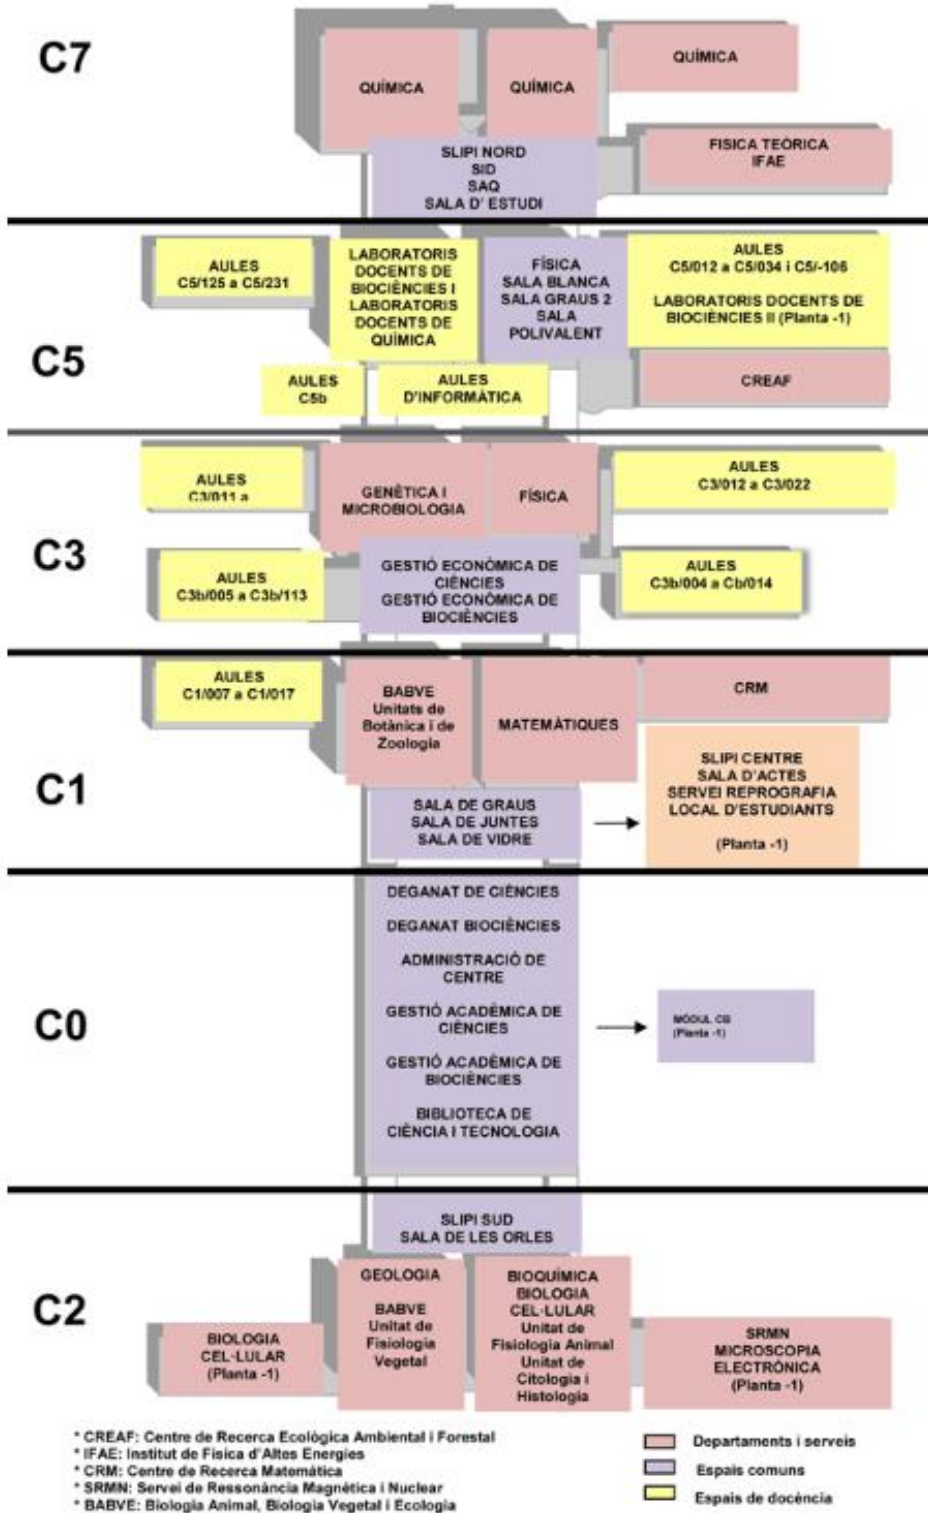 C7
QUÍMICA
QUÍMICA
QUÍMICA
SLIPI NORD
SID
SAQ
SALA D' ESTUDI
FISICA TEÒRICA
IFAE
C5
AULES
C5/125 a C5/231
LABORATORIS
DOCENTS DE
BIOCIÈNCIES I
LABORATORIS
DOCENTS DE
QUÍMICA
FÍSICA
SALA BLANCA
SALA GRAUS 2
SALA
POLIVALENT
AULES
C5/012 a C5/034 i C5/-106
LABORATORIS DOCENTS DE
BIOCIÈNCIES II (Planta -1)
AULES
C5b
AULES
D'INFORMÀTICA
CREAF
C3
AULES
C3/011 a
GENÈTICA I
MICROBIOLOGIA
FÍSICA
AULES
C3/012 a C3/022
AULES
C3b/005 a C3b/113
GESTIÓ ECONÒMICA DE
CIÈNCIES
GESTIÓ ECONÒMICA DE
BIOCIÈNCIES
AULES
C3b/004 a Cb/014
C1
AULES
C1/007 a C1/017
BABVE
Unitats de
Botànica i de
Zoologia
MATEMÀTIQUES
CRM
SLIPI CENTRE
SALA D'ACTES
SERVEI REPROGRAFIA
LOCAL D'ESTUDIANTS
(Planta -1)
SALA DE GRAUS
SALA DE JUNTES
SALA DE VIDRE
C0
DEGANAT DE CIÈNCIES
DEGANAT BIOCIÈNCIES
ADMINISTRACIÓ DE
CENTRE
GESTIÓ ACADÈMICA DE
CIÈNCIES
GESTIÓ ACADÈMICA DE
BIOCIÈNCIES
BIBLIOTECA DE
CIÈNCIA I TECNOLOGIA
MÒDUL
(Planta -1)
C2
SLIPI SUD
SALA DE LES ORLES
BIOLOGIA
CEL·LULAR
(Planta -1)
GEOLOGIA
BABVE
Unitat de
Fisiologia
Vegetal
BIOQUÍMICA
BIOLOGIA
CEL·LULAR
Unitat de
Fisiologia Animal
Unitat de
Citologia i
Histologia
SRMN
MICROSCOPIA
ELECTRÒNICA
(Planta -1)
* CREAF: Centre de Recerca Ecològica Ambiental i Forestal
* IFAE: Institut de Física d'Altes Energies
* CRM: Centre de Recerca Matemática
* SRMN: Servei de Ressonància Magnètica i Nuclear
* BABVE: Biologia Animal, Biologia Vegetal i Ecologia
Departaments i serveis
Espais comuns
Espais de docència